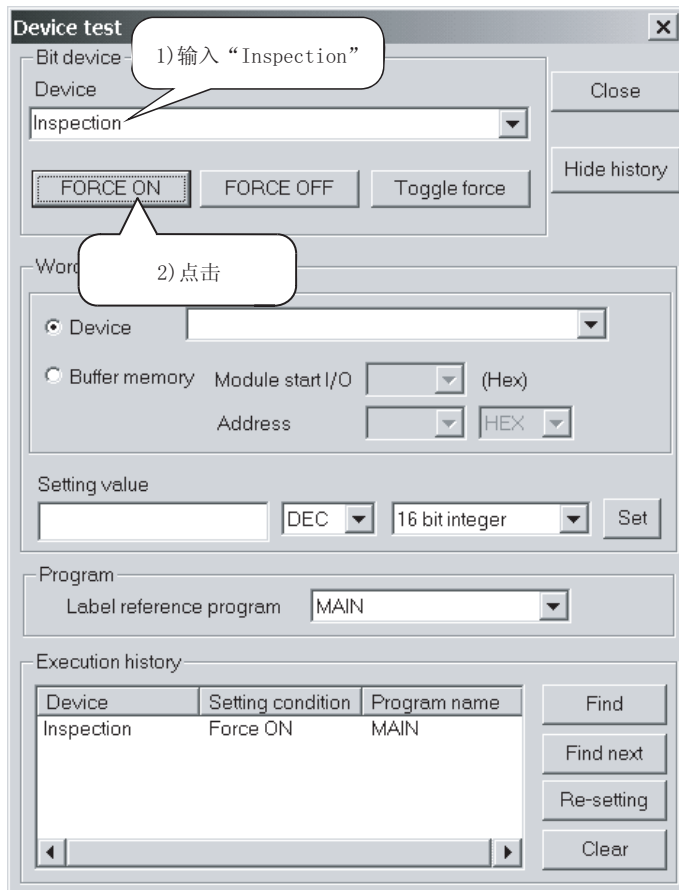 Device test
Bit device
1)输入“Inspection”
Device
Close
Inspection
Hide history
FORCE ON FORCE OFF Toggle force
2)点击
Device
Buffer memory Module start I/O (Hex)
Address HEX
Setting value
DEC 16 bit integer Set
Program
Label reference program MAIN
Execution history
Device Setting condition Program name
Inspection Force ON MAIN
Find
Find next
Re-setting
Clear